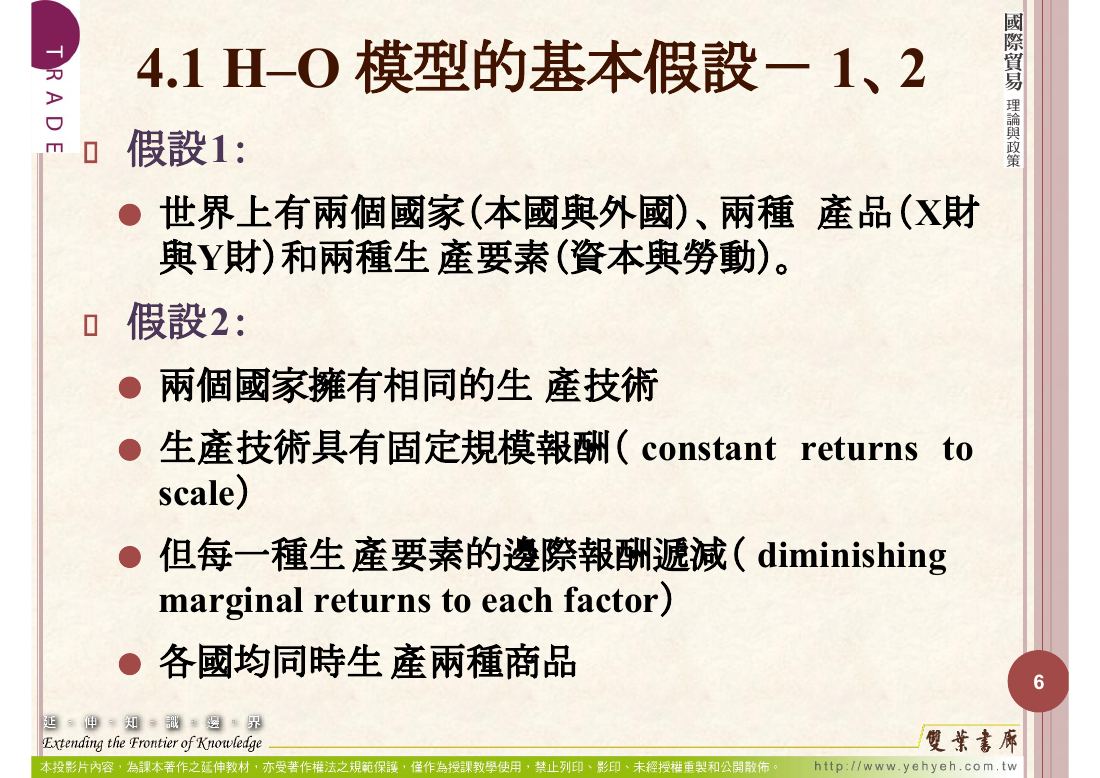 TRADE
國際貿易 理論與政策
4.1 H–O 模型的基本假設－ 1、2
假設1:
世界上有兩個國家(本國與外國)、兩種 產品(X財
與Y財)和兩種生 產要素(資本與勞動)。
假設2:
兩個國家擁有相同的生 產技術
生產技術具有固定規模報酬( constant returns to
scale)
但每一種生 產要素的邊際報酬遞減( diminishing
marginal returns to each factor)
各國均同時生 產兩種商品
6
延・伸・知・識・邊・界
Extending the Frontier of Knowledge
雙葉書廊
本投影片內容，為課本著作之延伸教材，亦受著作權法之規範保護，僅作為授課教學使用，禁止列印、影印、未經授權重製和公開散佈。
http://www.yehyeh.com.tw